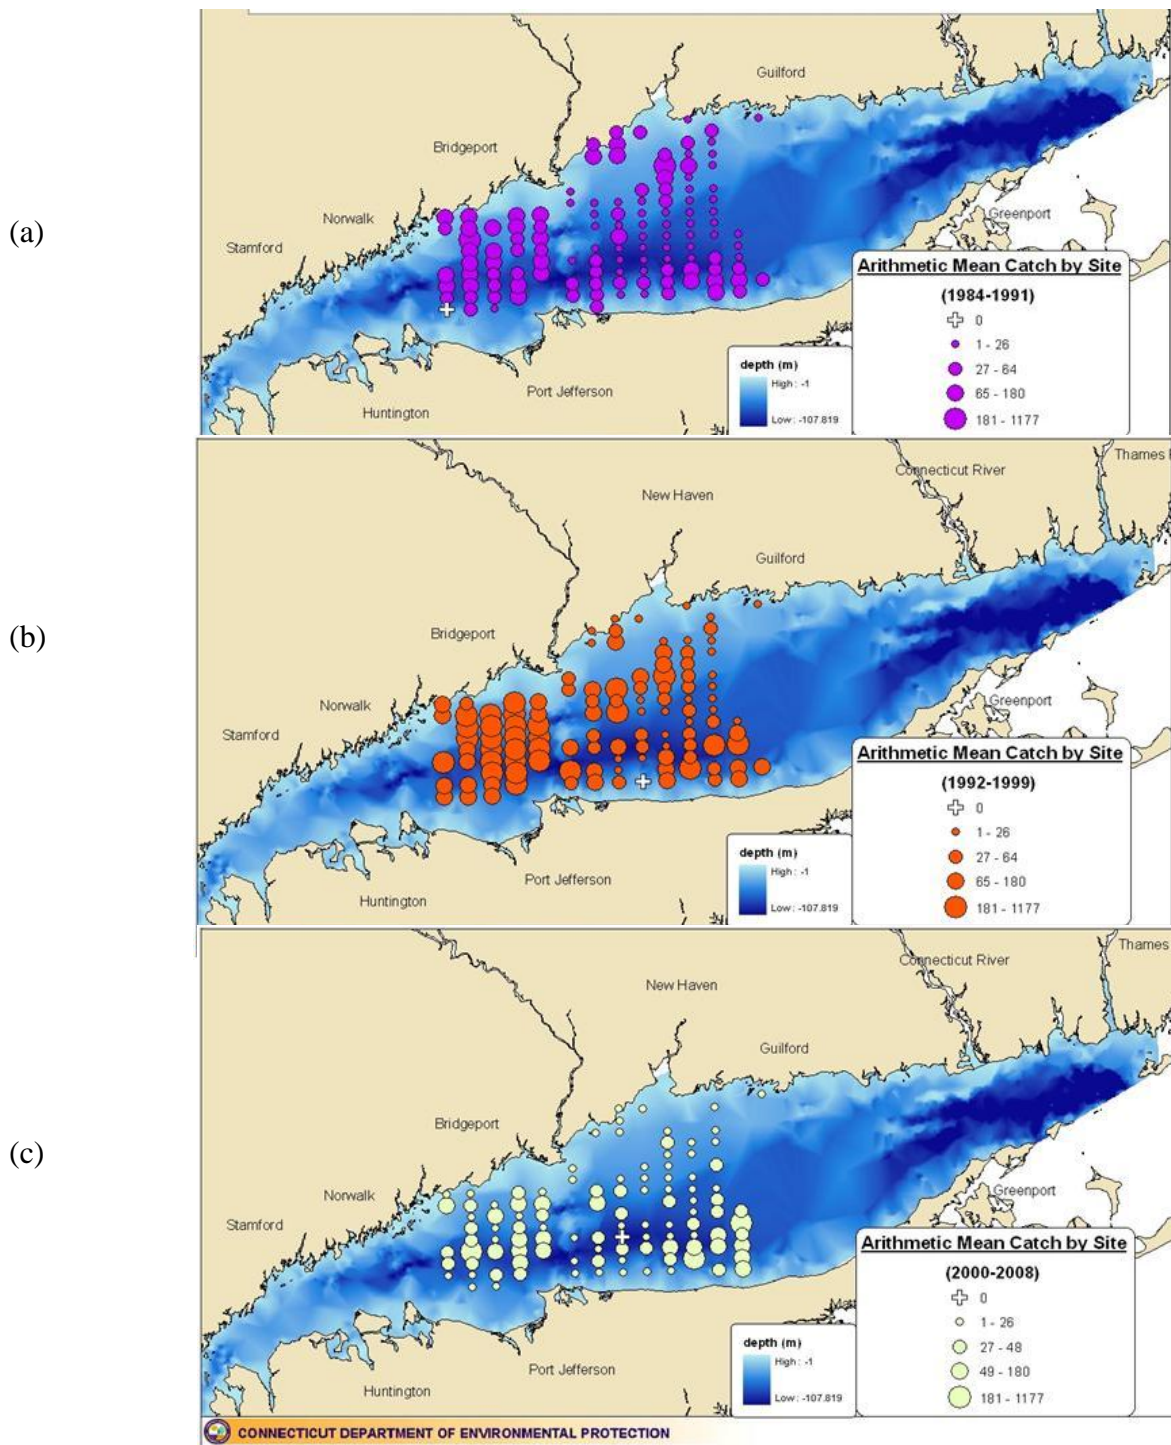 (a)
Guilford
Bridgeport
Norwalk
Stamford
Greenport
Port Jefferson
Huntington
depth (m)
High : -1
Low : -107.819
Arithmetic Mean Catch by Site
(1984-1991)
0
1 - 26
27 - 64
65 - 180
181 - 1177
(b)
Connecticut River
Thames
New Haven
Guilford
Bridgeport
Norwalk
Stamford
Greenport
Port Jefferson
Huntington
depth (m)
High : -1
Low : -107.819
Arithmetic Mean Catch by Site
(1992-1999)
0
1 - 26
27 - 64
65 - 180
181 - 1177
(c)
Connecticut River
Thames
New Haven
Guilford
Bridgeport
Norwalk
Stamford
Greenport
Port Jefferson
Huntington
depth (m)
High : -1
Low : -107.819
Arithmetic Mean Catch by Site
(2000-2008)
0
1 - 26
27 - 48
49 - 180
181 - 1177
CONNECTICUT DEPARTMENT OF ENVIRONMENTAL PROTECTION